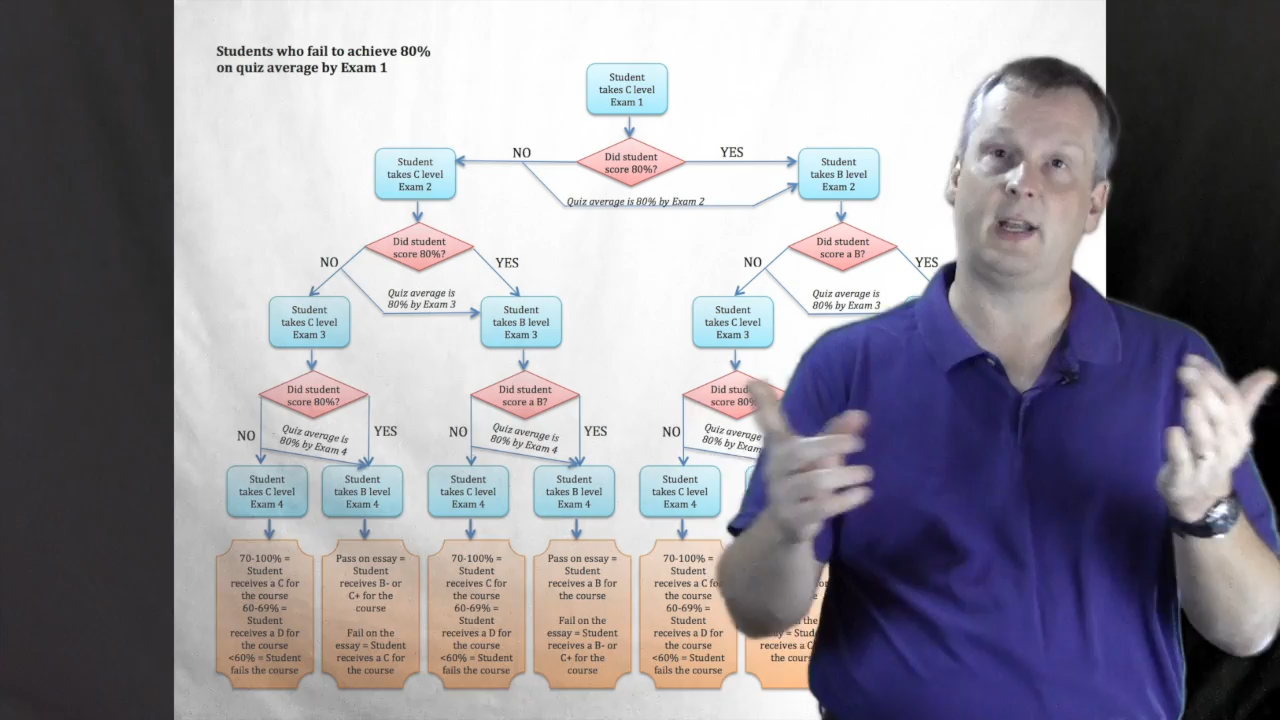 Students who fail to achieve 80%
on quiz average by Exam 1
Student
takes C level
Exam 1
Did student
score 80%?
NO
YES
Quiz average is 80% by Exam 2
Student
takes C level
Exam 2
Student
takes B level
Exam 2
Did student
score 80%?
NO
YES
Quiz average is
80% by Exam 3
Did student
score a B?
NO
YES
Quiz average is
80% by Exam 3
Student
takes C level
Exam 3
Student
takes B level
Exam 3
Student
takes C level
Exam 3
Did student
score 80%?
NO
YES
Quiz average is
80% by Exam 4
Did student
score a B?
NO
YES
Quiz average is
80% by Exam 4
Did
score
NO
80% by
Student
takes C level
Exam 4
Student
takes B level
Exam 4
Student
takes C level
Exam 4
Student
takes B level
Exam 4
Student
takes C level
Exam 4
70-100% =
Student
receives a C for
the course
60-69% =
Student
receives a D for
the course
<60% = Student
fails the course
Pass on essay =
Student
receives B- or
C+ for the
course
Fail on the
essay = Student
receives a C for
the course
70-100% =
Student
receives C for
the course
60-69% =
Student
receives a D for
the course
<60% = Student
fails the course
Pass on essay =
Student
receives a B for
the course
Fail on the
essay = Student
receives a B- or
C+ for the
course
70-100% =
Student
receives a C for
the course
60-69% =
Student
receives a D for
the course
<60% = Student
fails the course